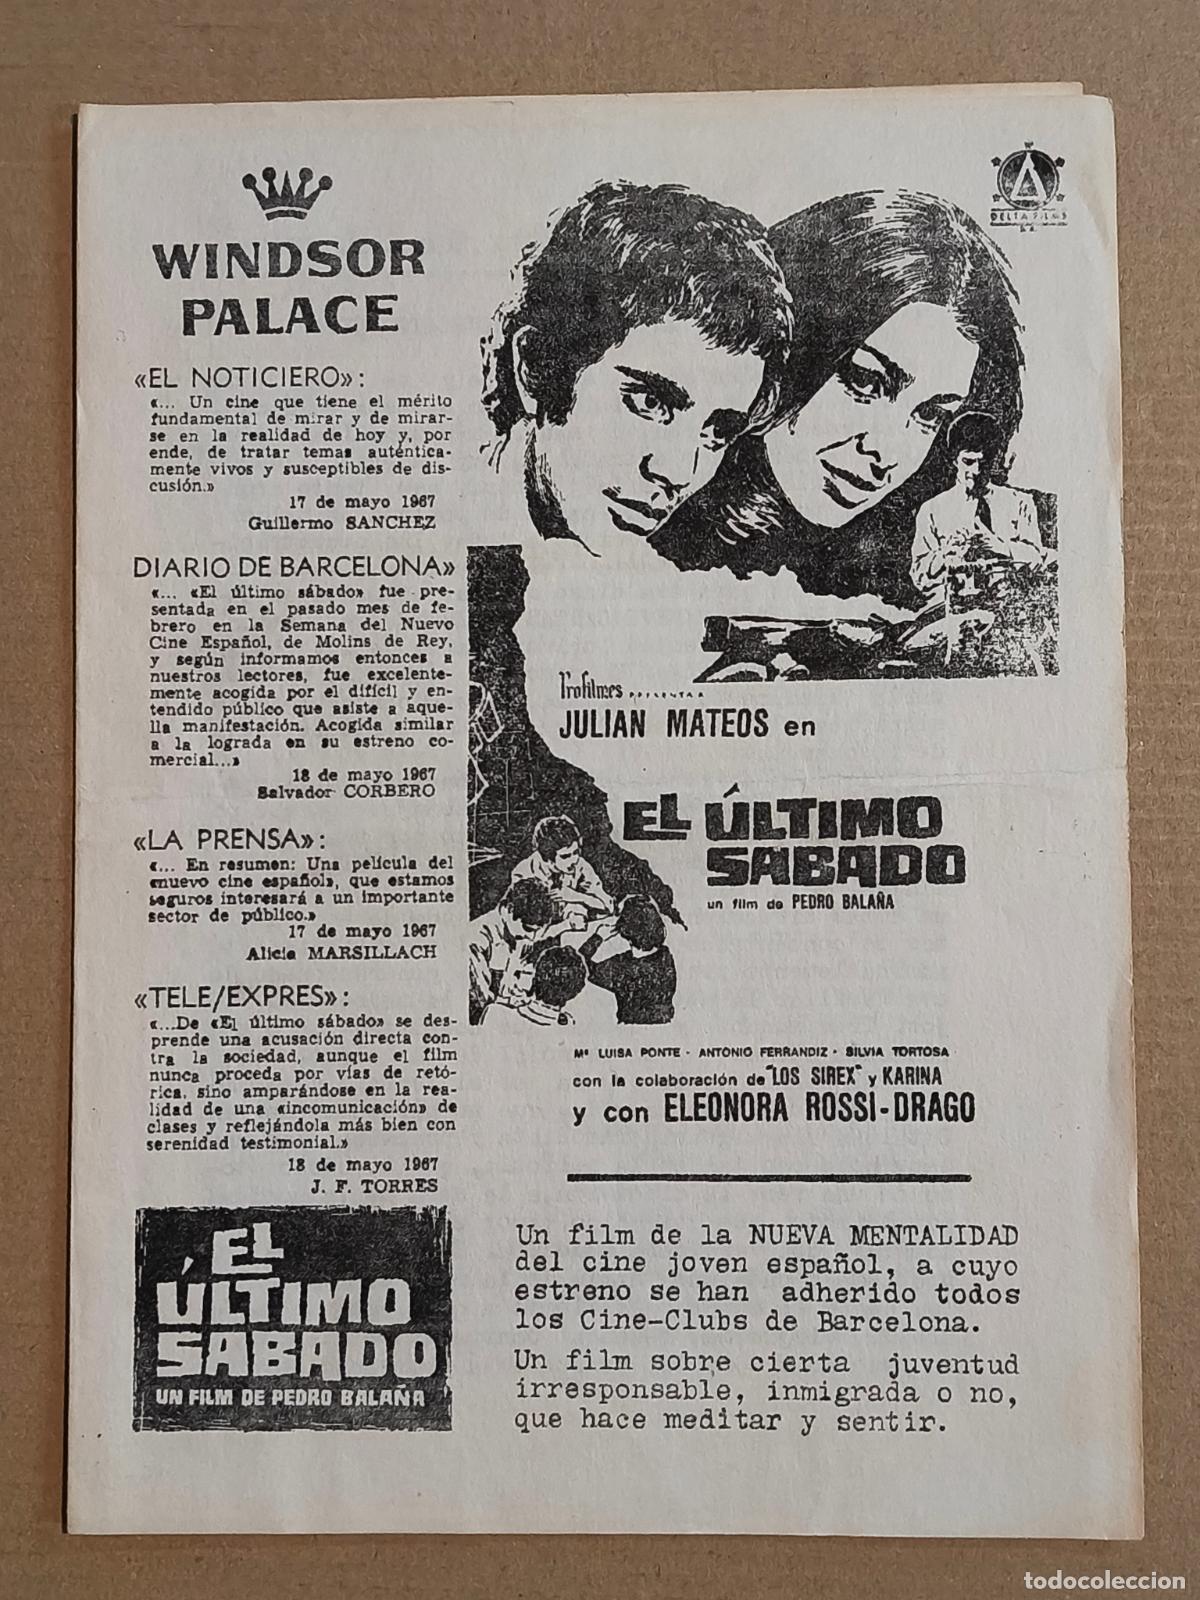 WINDSOR
PALACE
«EL NOTICIERO»:
«... Un cine que tiene el mérito
fundamental de mirar y de mirar-
se en la realidad de hoy y, por
ende, de tratar temas auténtica-
mente vivos y susceptibles de dis-
cusión.»
17 de mayo 1967
Guillermo SANCHEZ
DIARIO DE BARCELONA»
«... «El último sábado» fue pre-
sentada en el pasado mes de fe-
brero en la Semana del Nuevo
Cine Español, de Molins de Rey,
y según informamos entonces a
nuestros lectores, fue excelente-
mente acogida por el difícil y en-
tendido público que asiste a aque-
lla manifestación. Acogida similar
a la lograda en su estreno co-
mercial...»
18 de mayo 1967
Salvador CORBERO
«LA PRENSA»:
«... En resumen: Una película del
«nuevo cine español», que estamos
seguros interesará a un importante
sector de público.»
17 de mayo 1967
Alicia MARSILLACH
«TELE/EXPRES»:
«...De «El último sábado» se des-
prende una acusación directa con-
tra la sociedad, aunque el film
nunca proceda por vías de retó-
rica, sino amparándose en la rea-
lidad de una «incomunicación» de
clases y reflejándola más bien con
serenidad testimonial.»
18 de mayo 1967
J. F. TORRES
EL
ÚLTIMO
SABADO
UN FILM DE PEDRO BALAÑA
DELTA FILMS
S.A.
Profilmes PRESENTA A
JULIAN MATEOS en
EL ÚLTIMO
SABADO
un film de PEDRO BALAÑA
Mª LUISA PONTE - ANTONIO FERRANDIZ - SILVIA TORTOSA
con la colaboración de "LOS SIREX" y KARINA
y con ELEONORA ROSSI-DRAGO
Un film de la NUEVA MENTALIDAD
del cine joven español, a cuyo
estreno se han adherido todos
los Cine-Clubs de Barcelona.
Un film sobre cierta juventud
irresponsable, inmigrada o no,
que hace meditar y sentir.
todocoleccion